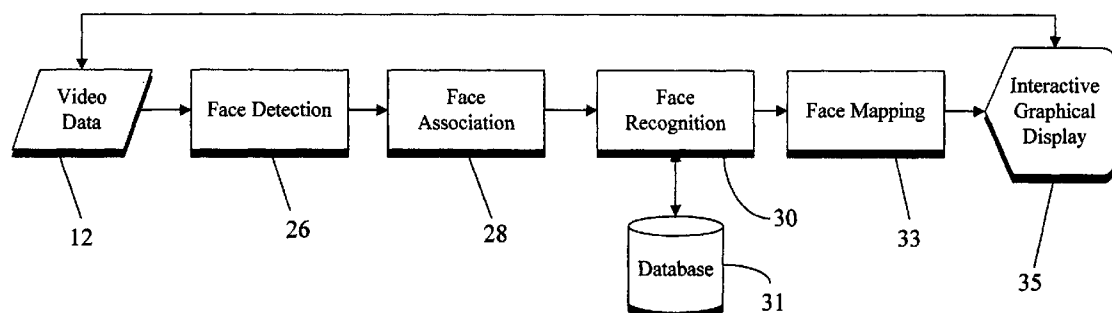 Video
Data
Face Detection
Face
Association
Face
Recognition
Face Mapping
Interactive
Graphical
Display
12
26
28
30
33
35
Database
31